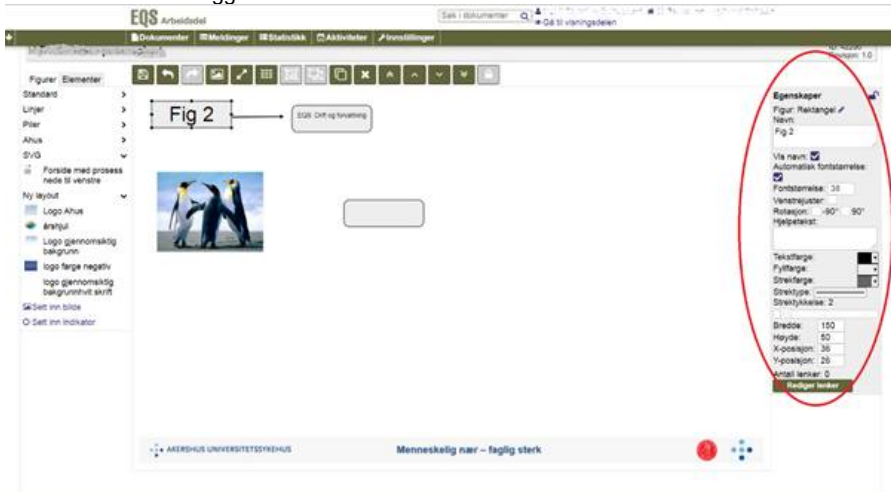 EQS Arbeidsdel
Søk i dokumenter
Gå til visningsdelen
Dokumenter Meldinger Statistikk Aktiviteter Innstillinger
Revisjon: 1.0
Figurer Elementer
Standard
Linjer
Piler
Ahus
SVG
Forside med prosess
nede til venstre
Ny layout
Logo Ahus
årshjul
Logo gjennomsiktig
bakgrunn
logo farge negativ
logo gjennomsiktig
bakgrunnhvit skrift
Sett inn bilde
Sett inn indikator
Fig 2
EQS Drift og forvaltning
Egenskaper
Figur: Rektangel
Navn:
Fig 2
Vis navn:
Automatisk fontstørrelse:
Fontstørrelse: 38
Venstrejuster:
Rotasjon: -90° 90°
Hjelpetekst:
Tekstfarge:
Fyllfarge:
Strekfarge:
Strektype:
Strektykkelse: 2
Bredde: 150
Høyde: 50
X-posisjon: 36
Y-posisjon: 26
Antall lenker: 0
Rediger lenker
AKERSHUS UNIVERSITETSSYKEHUS
Menneskelig nær – faglig sterk